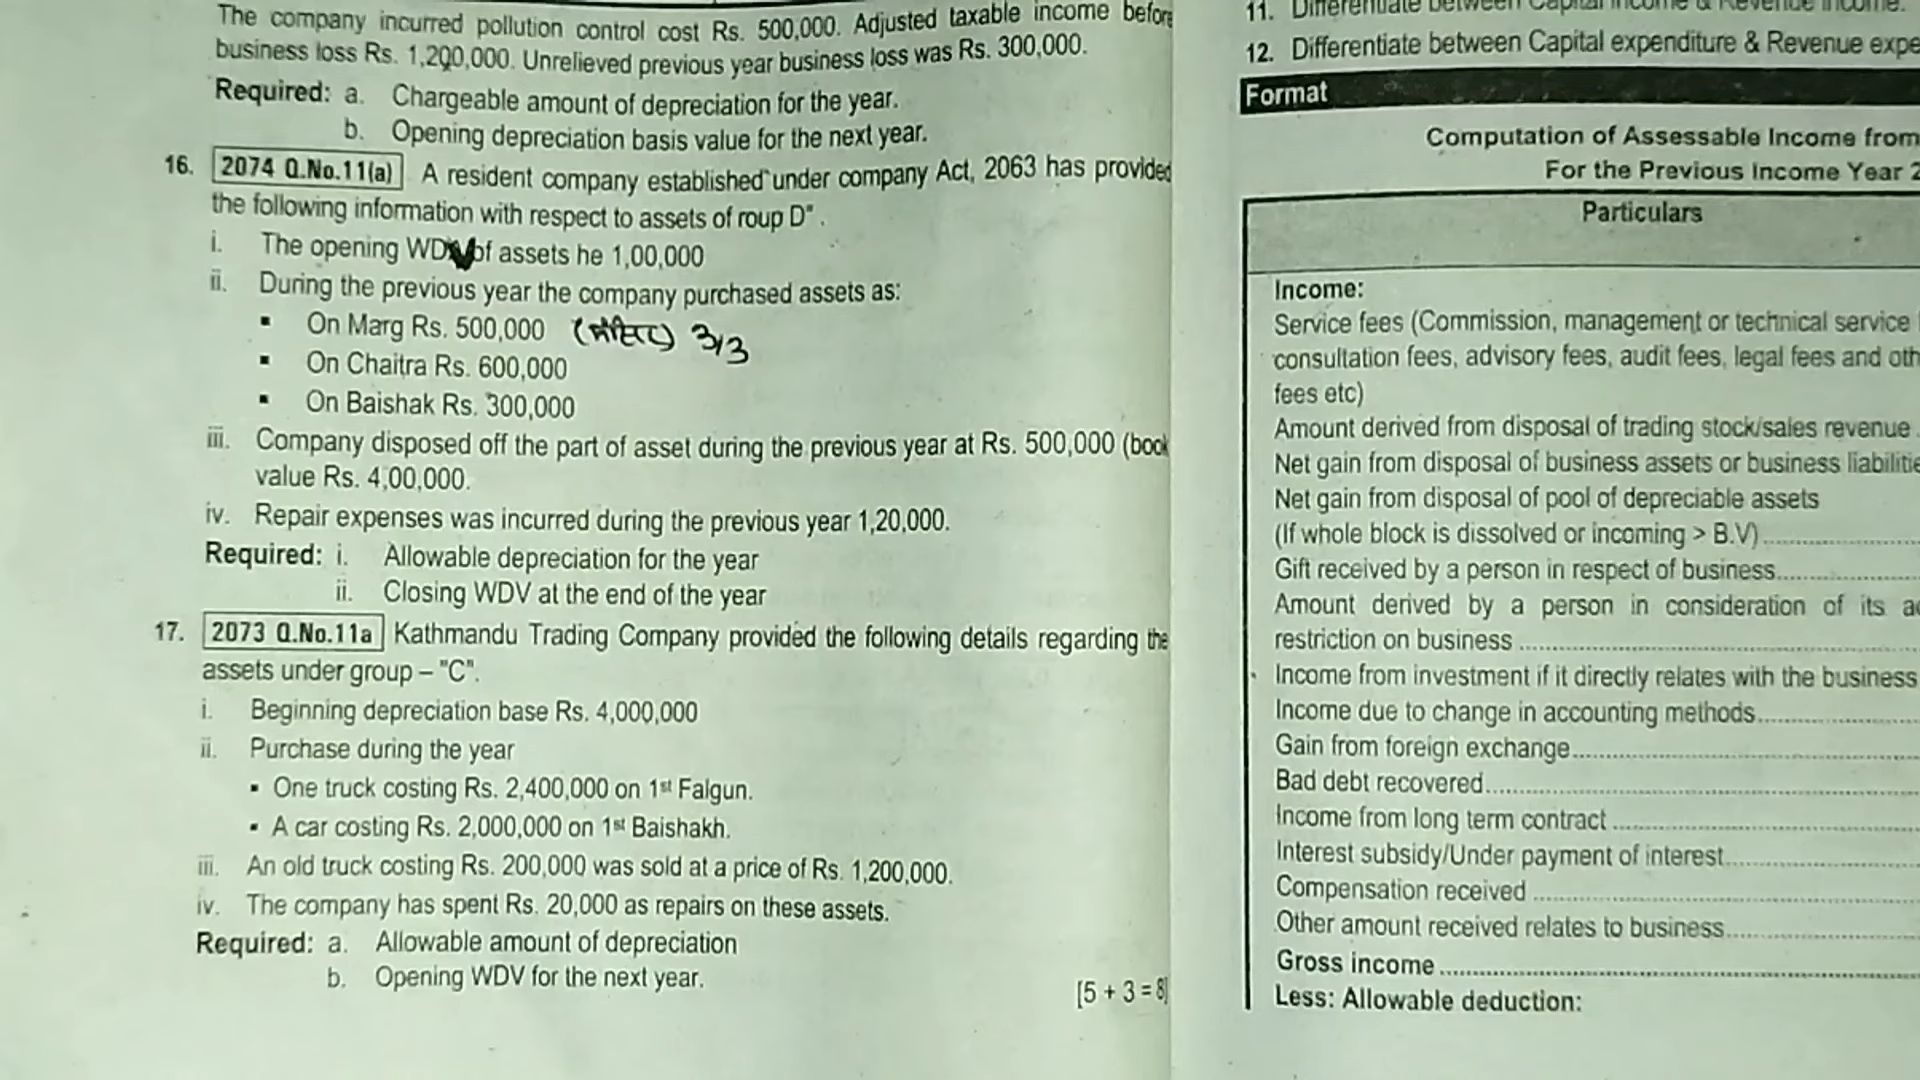 The company incurred pollution control cost Rs. 500,000. Adjusted taxable income before
business loss Rs. 1,200,000. Unrelieved previous year business loss was Rs. 300,000.
Required: a. Chargeable amount of depreciation for the year.
b. Opening depreciation basis value for the next year.
16. 2074 Q.No.11(a) A resident company established under company Act, 2063 has provided
the following information with respect to assets of roup D".
i. The opening WDV of assets he 1,00,000
ii. During the previous year the company purchased assets as:
▪ On Marg Rs. 500,000 3/3
▪ On Chaitra Rs. 600,000
▪ On Baishak Rs. 300,000
iii. Company disposed off the part of asset during the previous year at Rs. 500,000 (book
value Rs. 4,00,000.
iv. Repair expenses was incurred during the previous year 1,20,000.
Required: i. Allowable depreciation for the year
ii. Closing WDV at the end of the year
17. 2073 Q.No.11a Kathmandu Trading Company provided the following details regarding the
assets under group – "C".
i. Beginning depreciation base Rs. 4,000,000
ii. Purchase during the year
▪ One truck costing Rs. 2,400,000 on 1st Falgun.
▪ A car costing Rs. 2,000,000 on 1st Baishakh.
iii. An old truck costing Rs. 200,000 was sold at a price of Rs. 1,200,000.
iv. The company has spent Rs. 20,000 as repairs on these assets.
Required: a. Allowable amount of depreciation
b. Opening WDV for the next year.
[5 + 3 = 8]
11. Differentiate between Capital income & Revenue income.
12. Differentiate between Capital expenditure & Revenue expe
Format
Computation of Assessable Income from
For the Previous Income Year 2
Particulars
Income:
Service fees (Commission, management or technical service
consultation fees, advisory fees, audit fees, legal fees and oth
fees etc)
Amount derived from disposal of trading stock/sales revenue
Net gain from disposal of business assets or business liabilitie
Net gain from disposal of pool of depreciable assets
(If whole block is dissolved or incoming > B.V)
Gift received by a person in respect of business
Amount derived by a person in consideration of its a
restriction on business
Income from investment if it directly relates with the business
Income due to change in accounting methods
Gain from foreign exchange
Bad debt recovered
Income from long term contract
Interest subsidy/Under payment of interest
Compensation received
Other amount received relates to business
Gross income
Less: Allowable deduction: